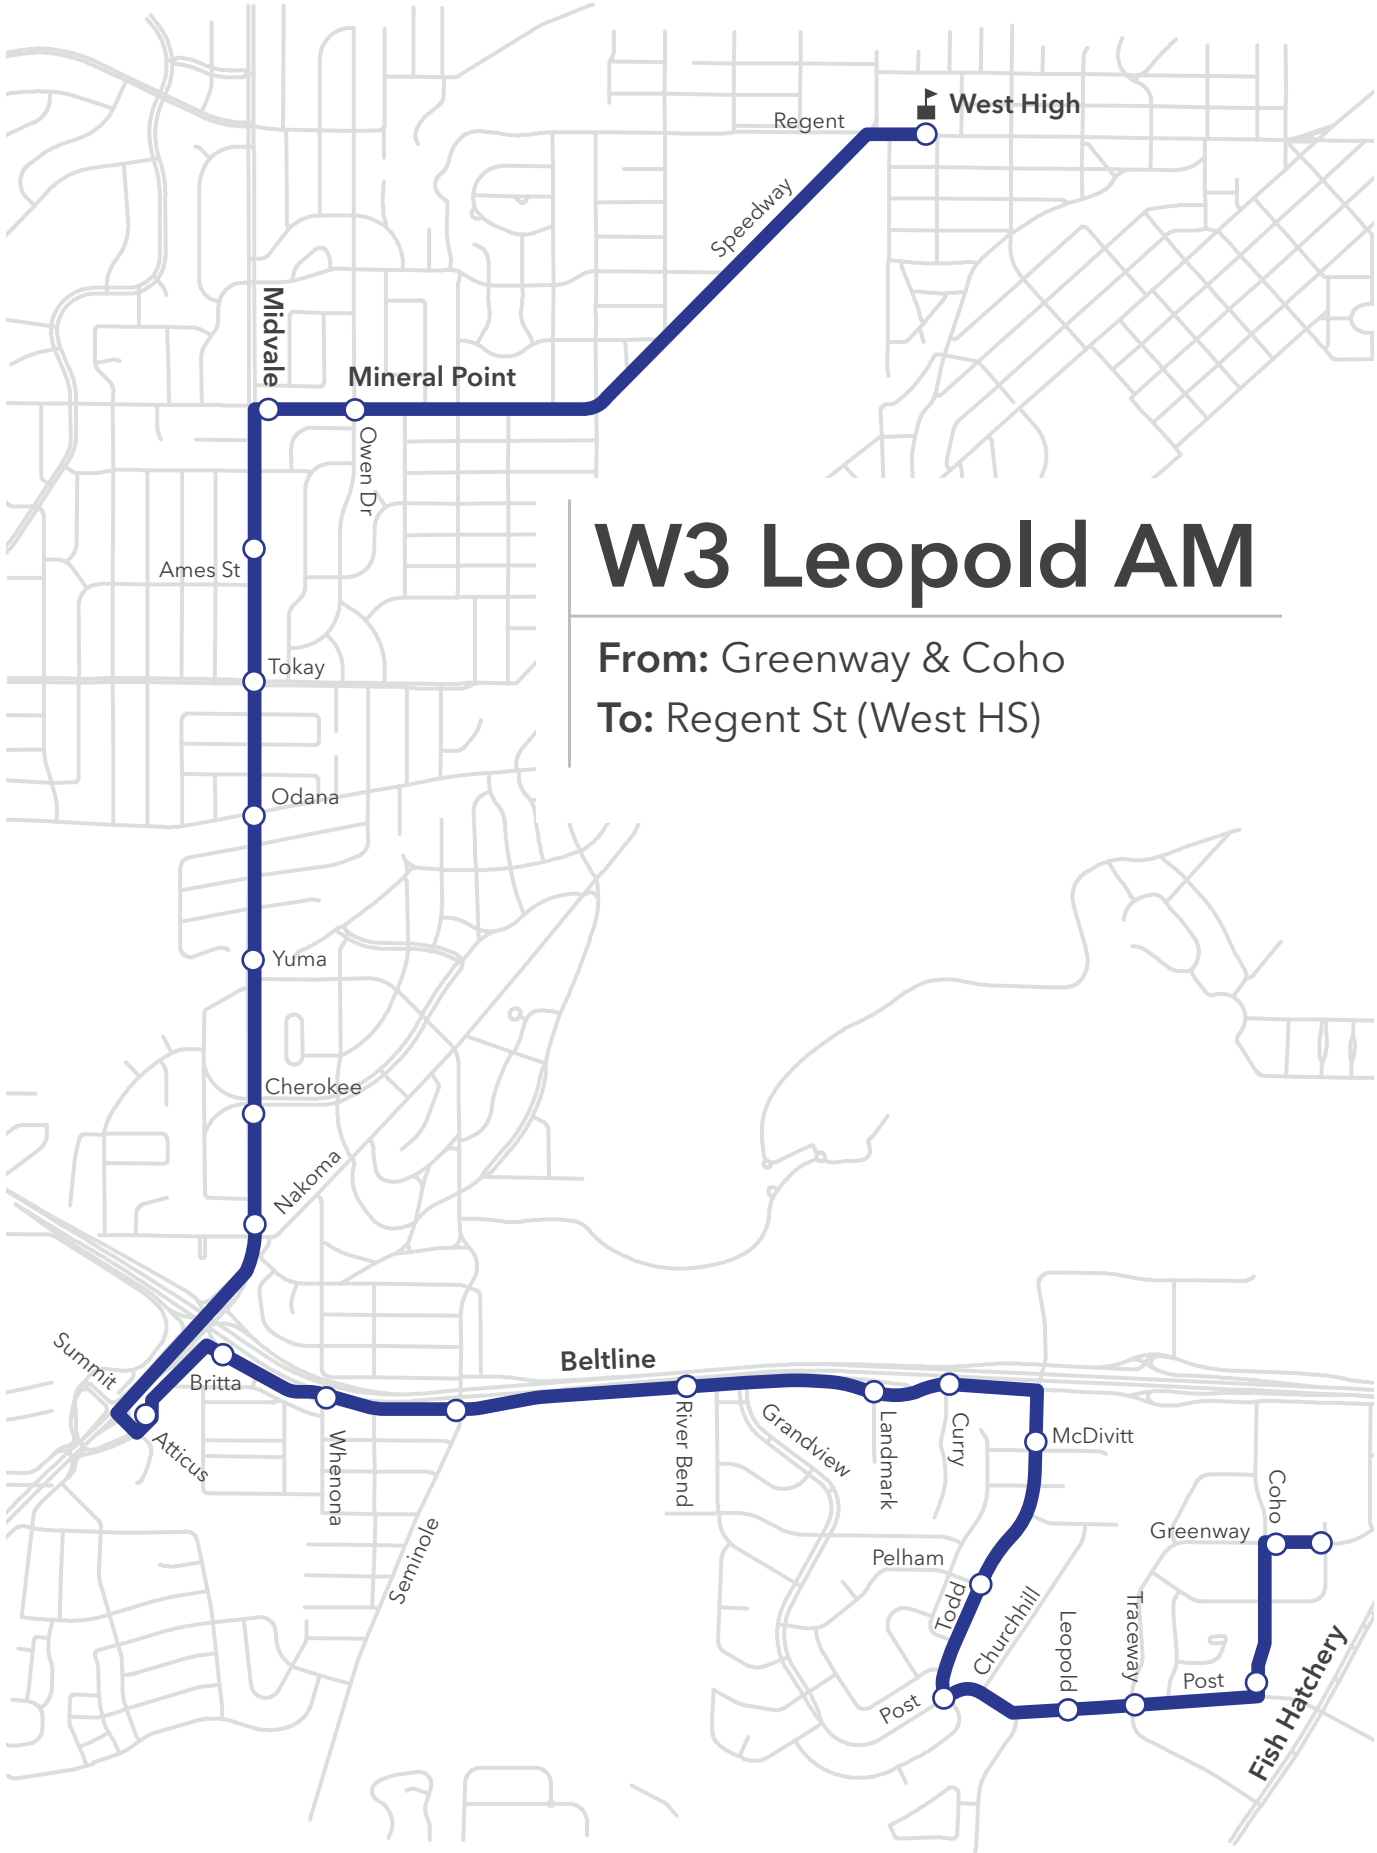 West High
Regent
Speedway
Midvale
Mineral Point
Owen Dr
W3 Leopold AM
Ames St
From: Greenway & Coho
Tokay
To: Regent St (West HS)
Odana
Yuma
Cherokee
Nakoma
Summit
Beltline
Britta
Atticus
Whenona
Seminole
River Bend
Grandview
Landmark
Curry
McDivitt
Coho
Greenway
Pelham
Todd
Churchhill
Leopold
Traceway
Post
Post
Fish Hatchery